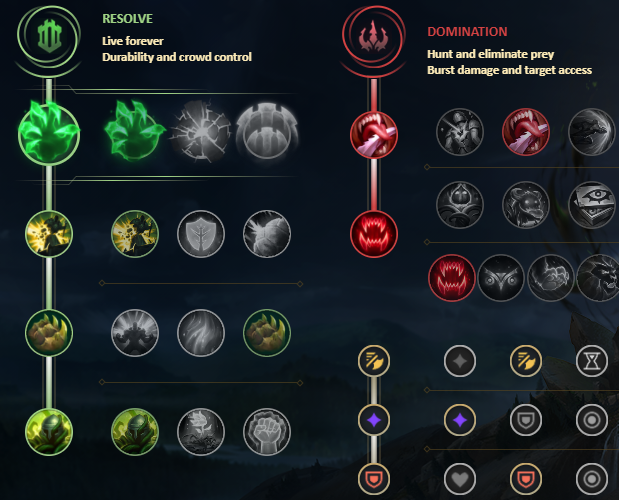 RESOLVE
Live forever
Durability and crowd control
DOMINATION
Hunt and eliminate prey
Burst damage and target access